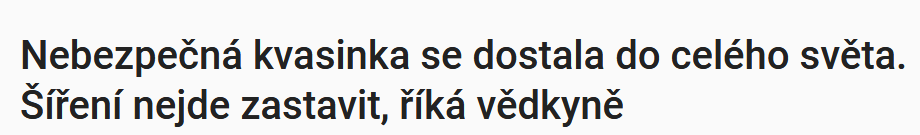 Nebezpečná kvasinka se dostala do celého světa.
Šíření nejde zastavit, říká vědkyně